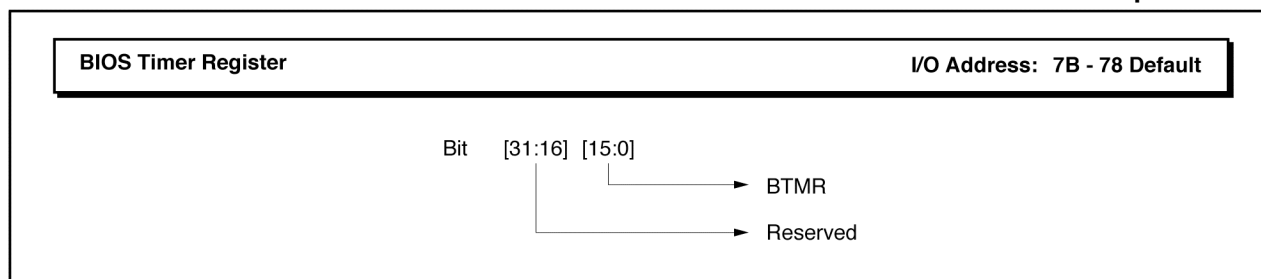 BIOS Timer Register
I/O Address: 7B - 78 Default
Bit [31:16] [15:0]
BTMR
Reserved